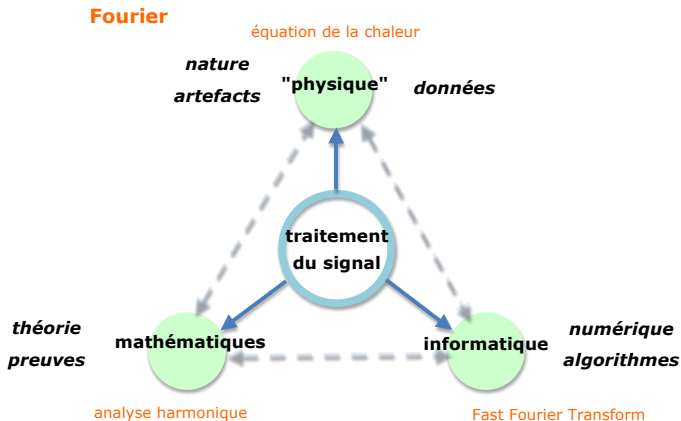 Fourier
équation de la chaleur
nature
artefacts
"physique"
données
traitement
du signal
théorie
preuves
mathématiques
informatique
numérique
algorithmes
analyse harmonique
Fast Fourier Transform